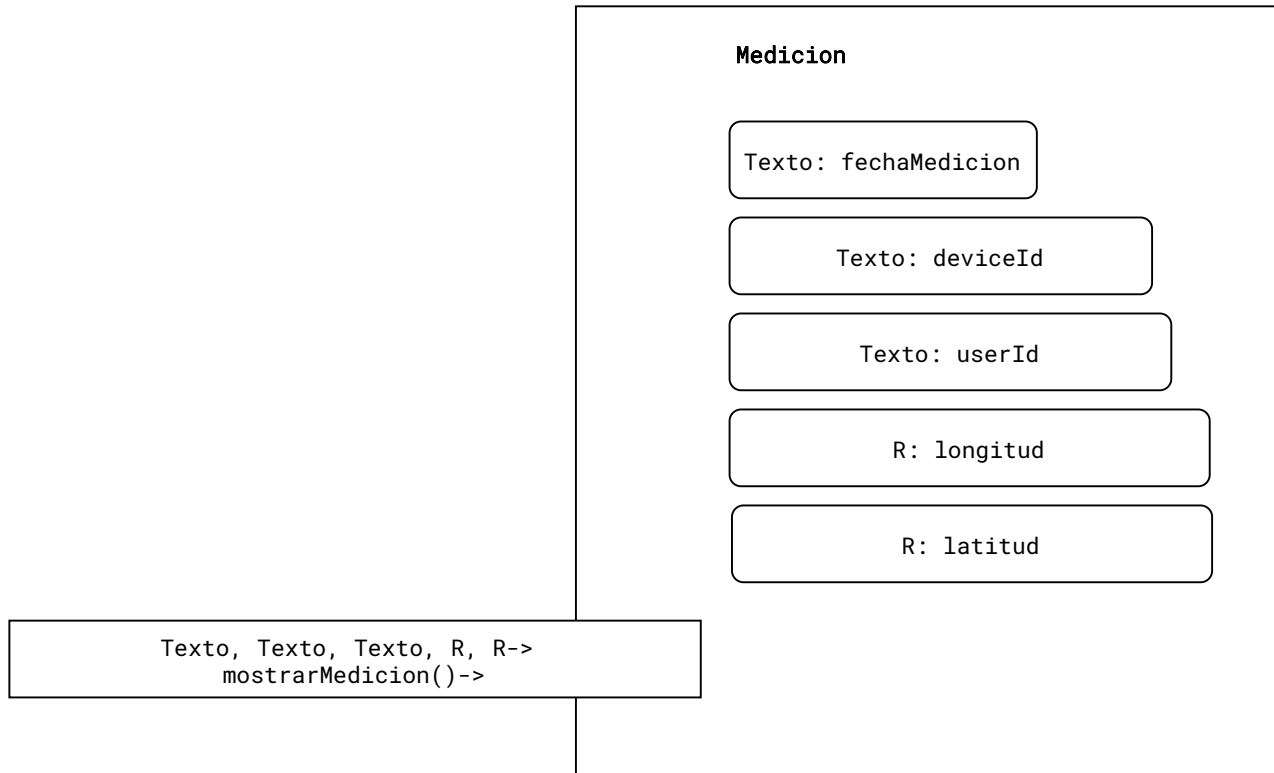 Medicion
Texto: fechaMedicion
Texto: deviceId
Texto: userId
R: longitud
R: latitud
Texto, Texto, Texto, R, R->
mostrarMedicion()->